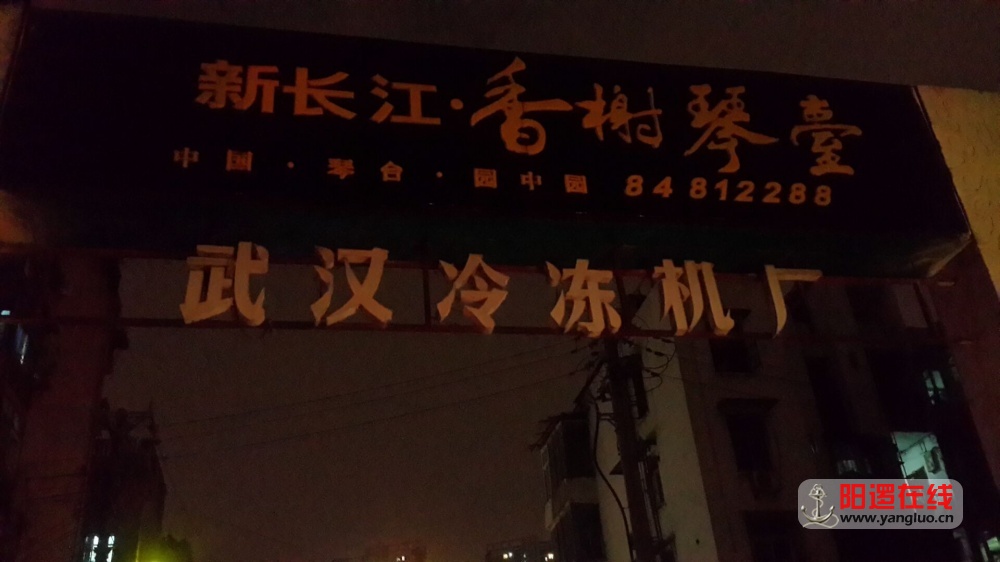 新长江·香榭琴臺
中国·琴台·园中园 84812288
武汉冷冻机厂
阳逻在线
www.yangluo.cn